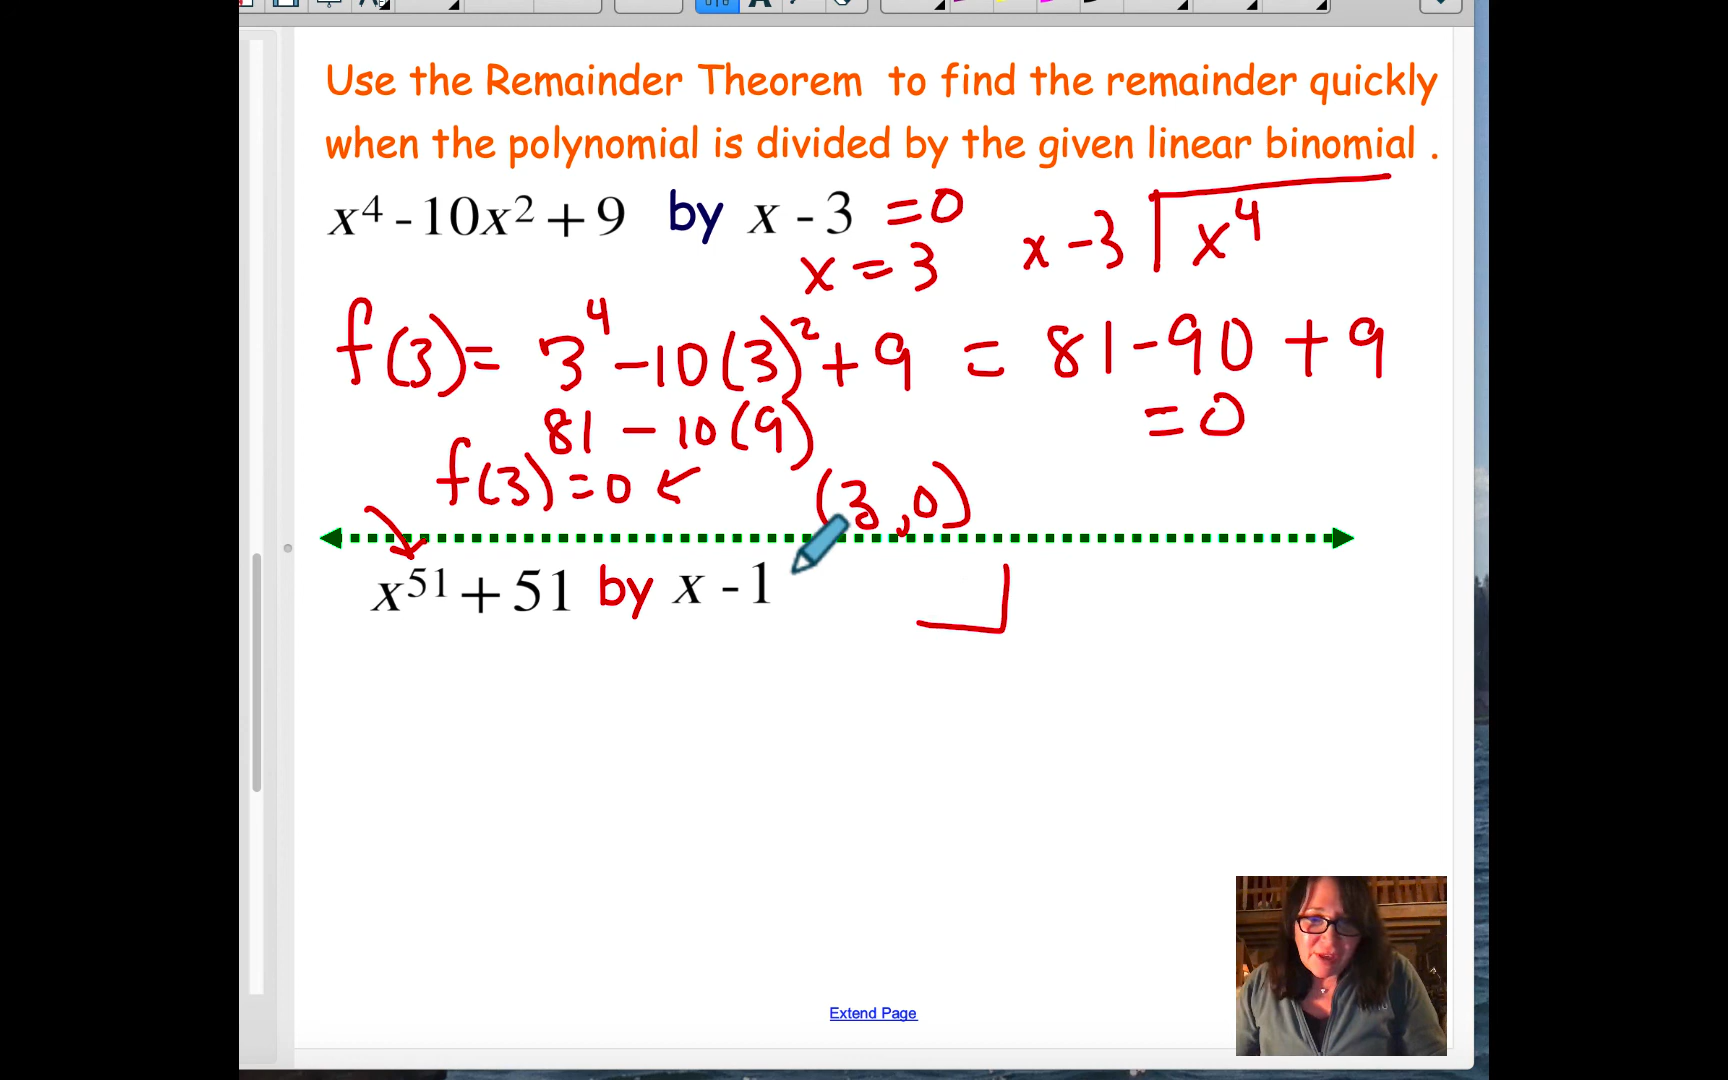 Use the Remainder Theorem to find the remainder quickly
when the polynomial is divided by the given linear binomial .
x⁴ - 10x² + 9 by x - 3 = 0
x = 3
x - 3 x⁴
f(3) = 3⁴ - 10(3)² + 9 = 81 - 90 + 9
81 - 10(9)
= 0
f(3) = 0
(3,0)
x⁵¹ + 51 by x - 1
Extend Page